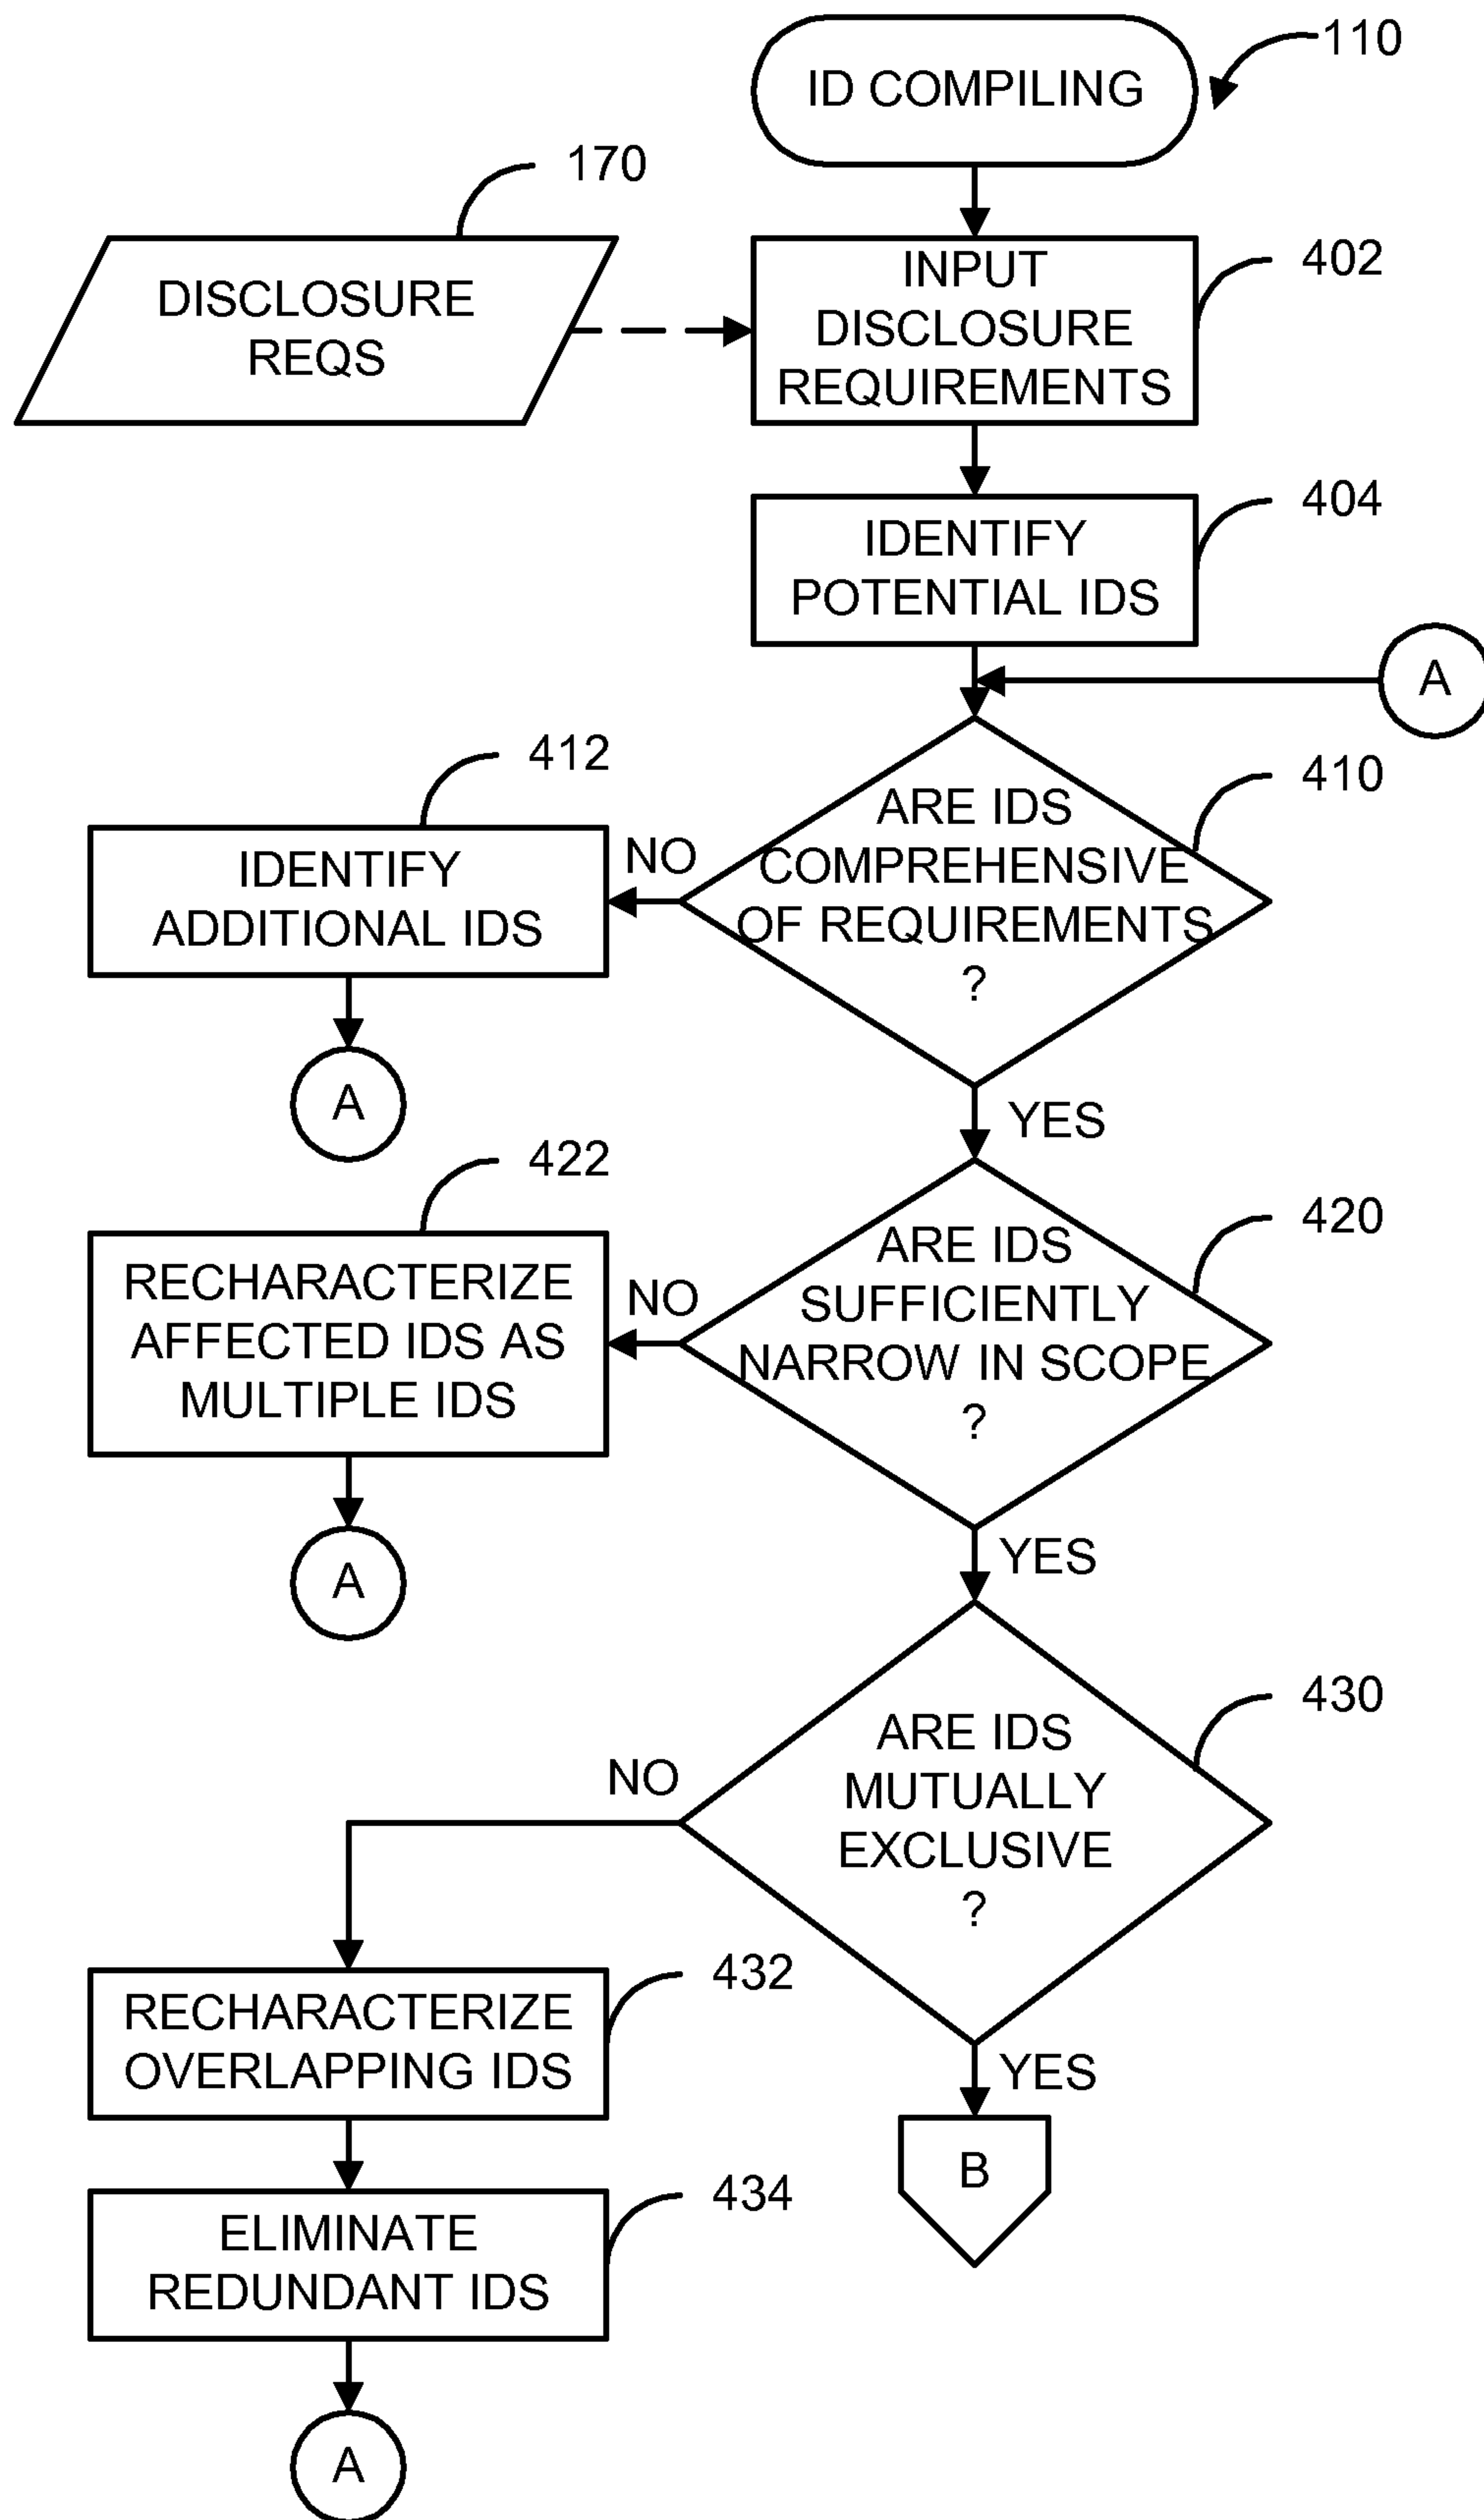 ID COMPILING
110
170
DISCLOSURE
REQS
INPUT
DISCLOSURE
REQUIREMENTS
402
IDENTIFY
POTENTIAL IDS
404
A
ARE IDS
COMPREHENSIVE
OF REQUIREMENTS
?
410
NO
412
IDENTIFY
ADDITIONAL IDS
A
YES
ARE IDS
SUFFICIENTLY
NARROW IN SCOPE
?
420
NO
422
RECHARACTERIZE
AFFECTED IDS AS
MULTIPLE IDS
A
YES
ARE IDS
MUTUALLY
EXCLUSIVE
?
430
NO
RECHARACTERIZE
OVERLAPPING IDS
432
YES
B
ELIMINATE
REDUNDANT IDS
434
A